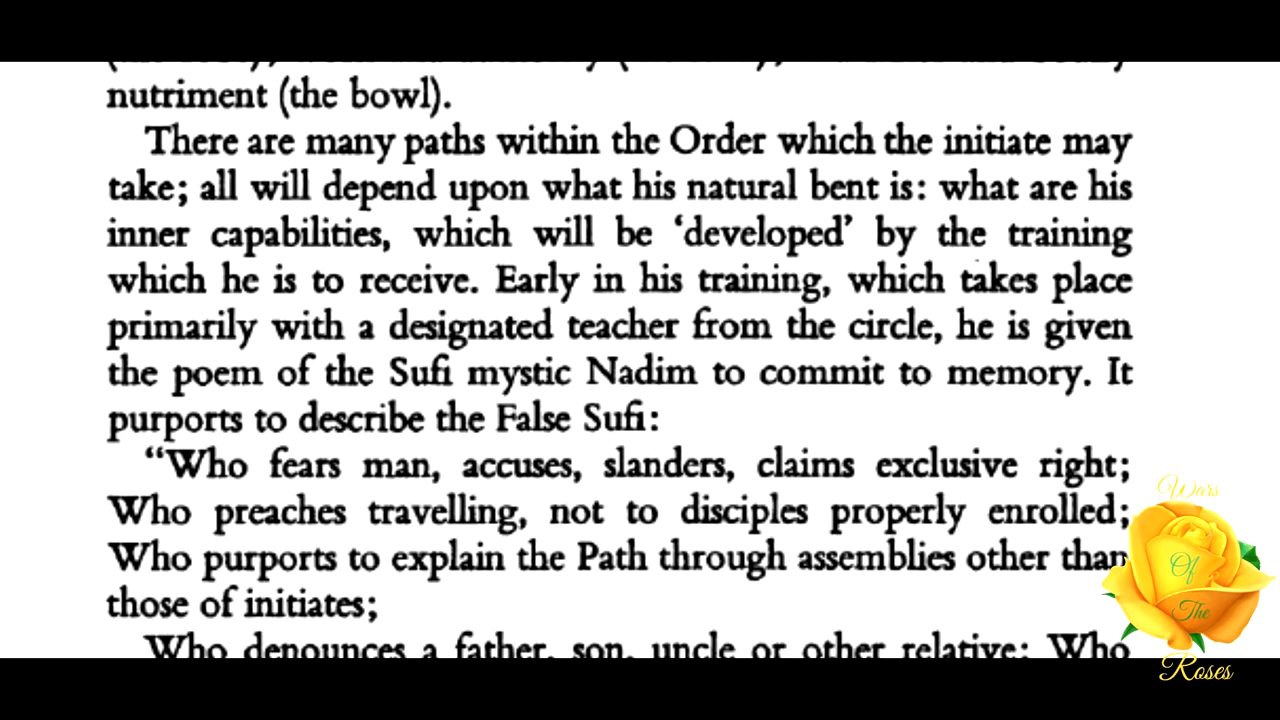 nutriment (the bowl).
There are many paths within the Order which the initiate may
take; all will depend upon what his natural bent is: what are his
inner capabilities, which will be ‘developed’ by the training
which he is to receive. Early in his training, which takes place
primarily with a designated teacher from the circle, he is given
the poem of the Sufi mystic Nadim to commit to memory. It
purports to describe the False Sufi:
“Who fears man, accuses, slanders, claims exclusive right;
Who preaches travelling, not to disciples properly enrolled;
Who purports to explain the Path through assemblies other than
those of initiates;
Who denounces a father, son, uncle or other relative; Who
Wars
Of
The
Roses